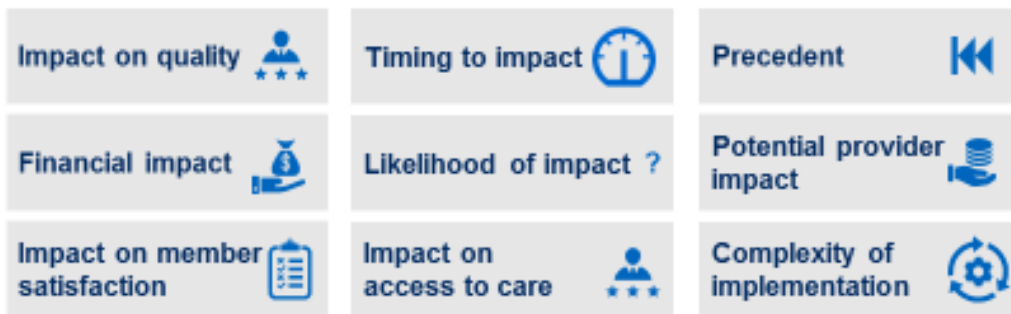 Impact on quality
Timing to impact
Precedent
Financial impact
Likelihood of impact ?
Potential provider
impact
Impact on member
satisfaction
Impact on
access to care
Complexity of
implementation